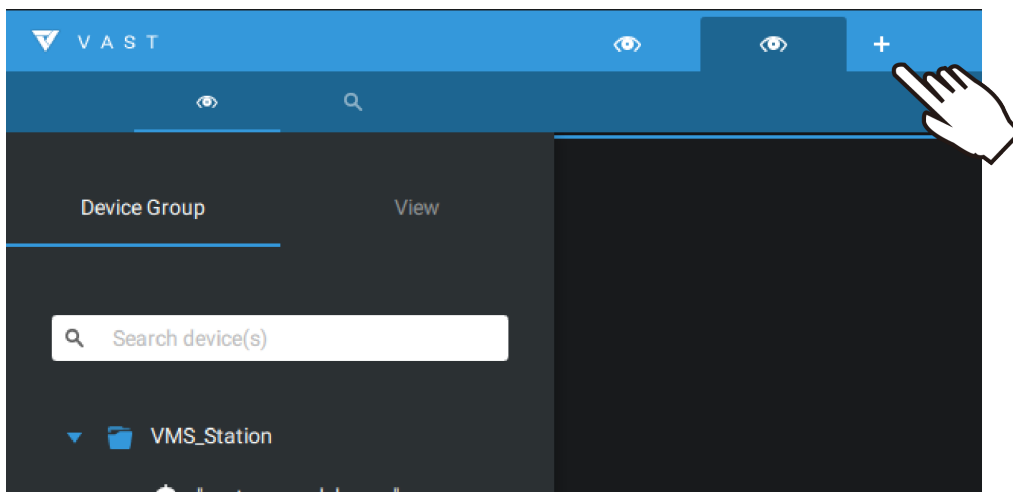 VAST
Device Group
View
Search device(s)
VMS_Station